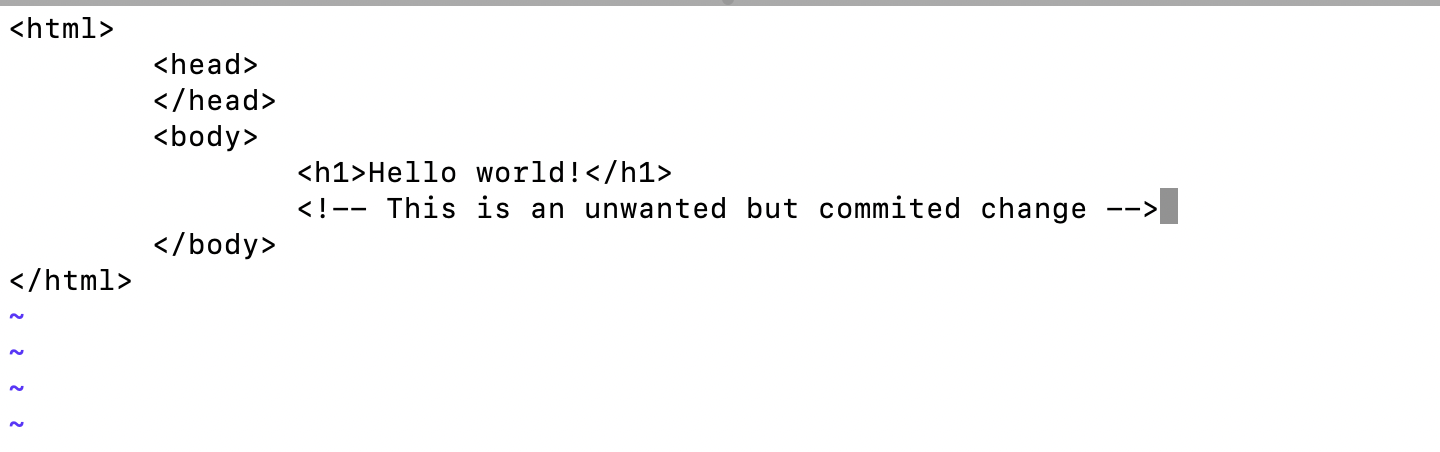 <html>
<head>
</head>
<body>
<h1>Hello world!</h1>
<!-- This is an unwanted but commited change -->
</body>
</html>
~
~
~
~